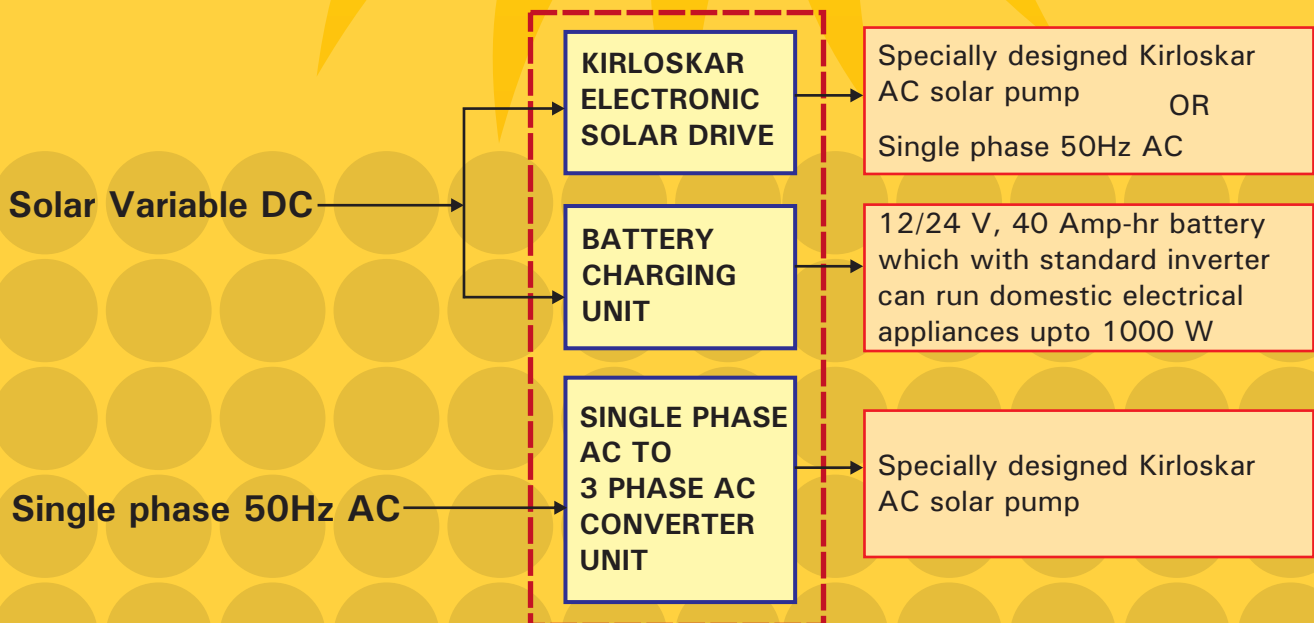 KIRLOSKAR
ELECTRONIC
SOLAR DRIVE
Specially designed Kirloskar
AC solar pump OR
Single phase 50Hz AC
Solar Variable DC
BATTERY
CHARGING
UNIT
12/24 V, 40 Amp-hr battery
which with standard inverter
can run domestic electrical
appliances upto 1000 W
Single phase 50Hz AC
SINGLE PHASE
AC TO
3 PHASE AC
CONVERTER
UNIT
Specially designed Kirloskar
AC solar pump